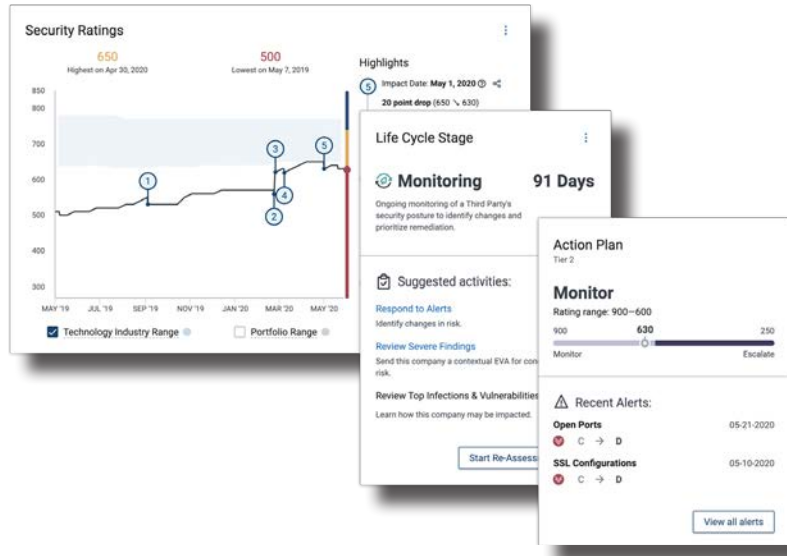 Security Ratings
650
Highest on Apr 30, 2020
500
Lowest on May 7, 2019
850
800
700
600
500
400
300
1
2
3
4
5
MAY '19 JUL '19 SEP '19 NOV '19 JAN '20 MAR '20 MAY '20
Technology Industry Range
Portfolio Range
Highlights
5
Impact Date: May 1, 2020
20 point drop (650 ↘ 630)
Life Cycle Stage
Monitoring 91 Days
Ongoing monitoring of a Third Party's
security posture to identify changes and
prioritize remediation.
Suggested activities:
Respond to Alerts
Identify changes in risk.
Review Severe Findings
Send this company a contextual EVA for
risk.
Review Top Infections & Vulnerabilities
Learn how this company may be impacted.
Start
Action Plan
Tier 2
Monitor
Rating range: 900–600
900 630 250
Monitor Escalate
Recent Alerts:
Open Ports 05-21-2020
C → D
SSL Configurations 05-10-2020
C → D
View all alerts